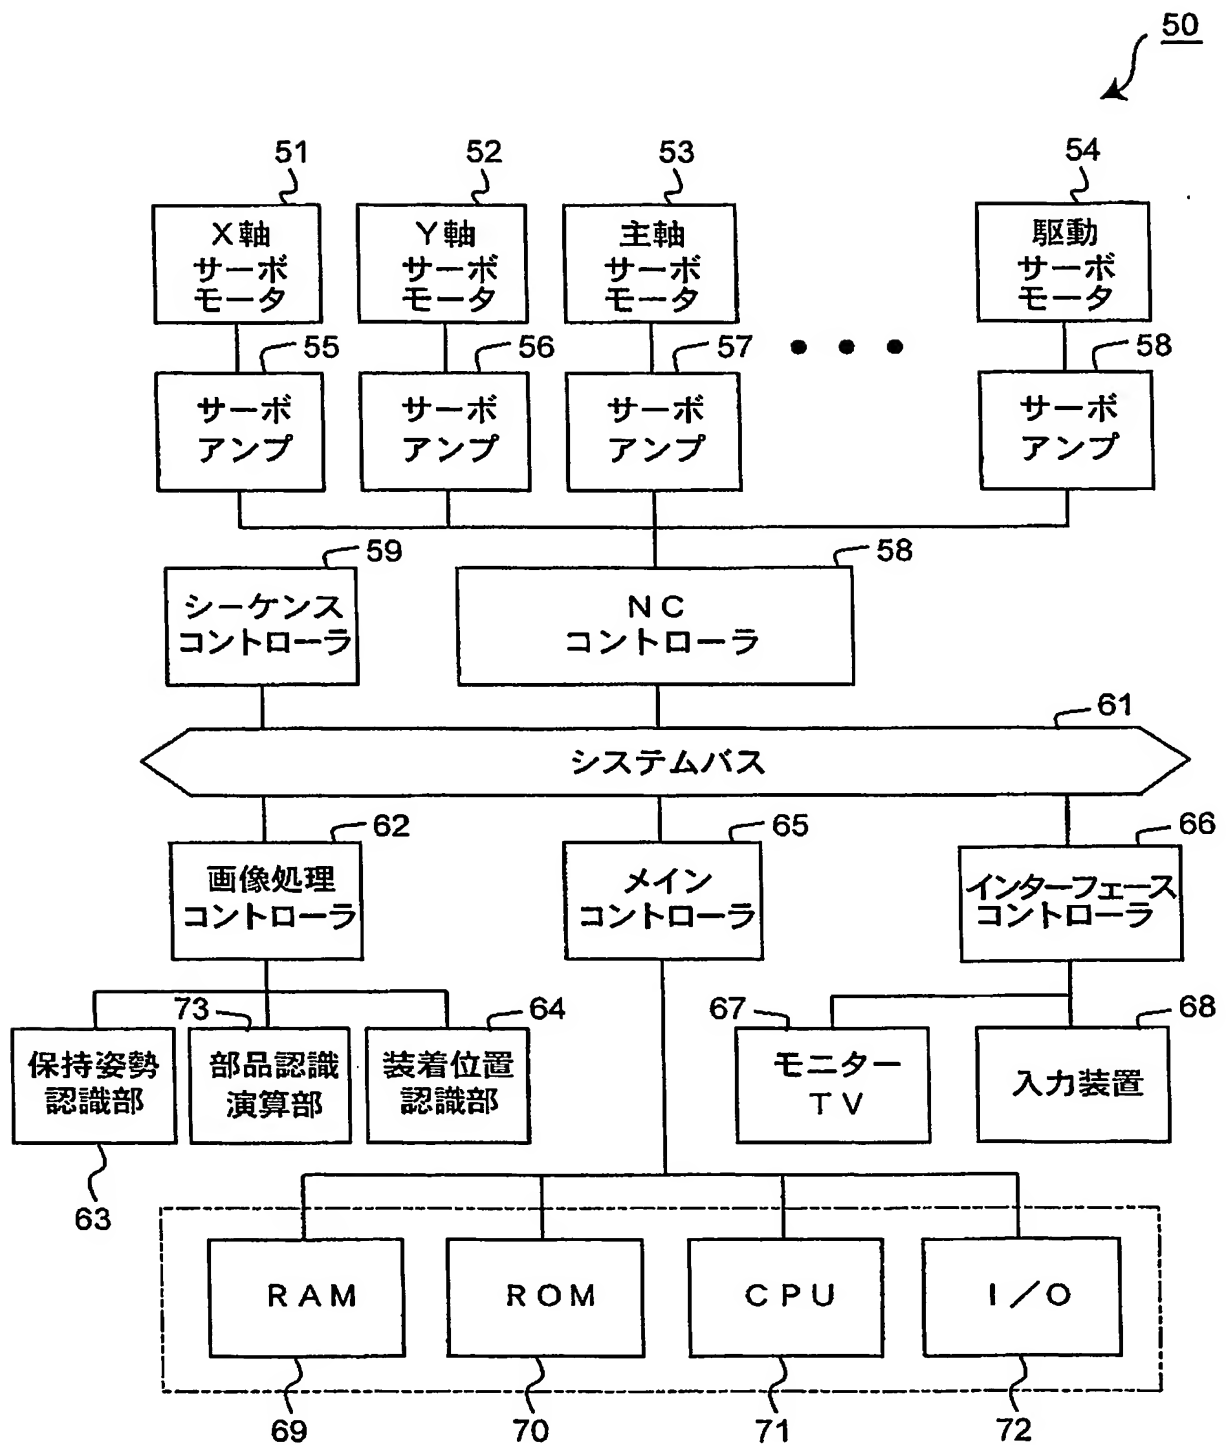 50
51
52
53
54
X軸
サーボ
モータ
Y軸
サーボ
モータ
主軸
サーボ
モータ
駆動
サーボ
モータ
55
56
57
58
サーボ
アンプ
サーボ
アンプ
サーボ
アンプ
サーボ
アンプ
59
58
シーケンス
コントローラ
NC
コントローラ
61
システムバス
62
65
66
画像処理
コントローラ
メイン
コントローラ
インターフェース
コントローラ
73
64
67
68
保持姿勢
認識部
部品認識
演算部
装着位置
認識部
モニター
TV
入力装置
63
RAM
ROM
CPU
I/O
69
70
71
72